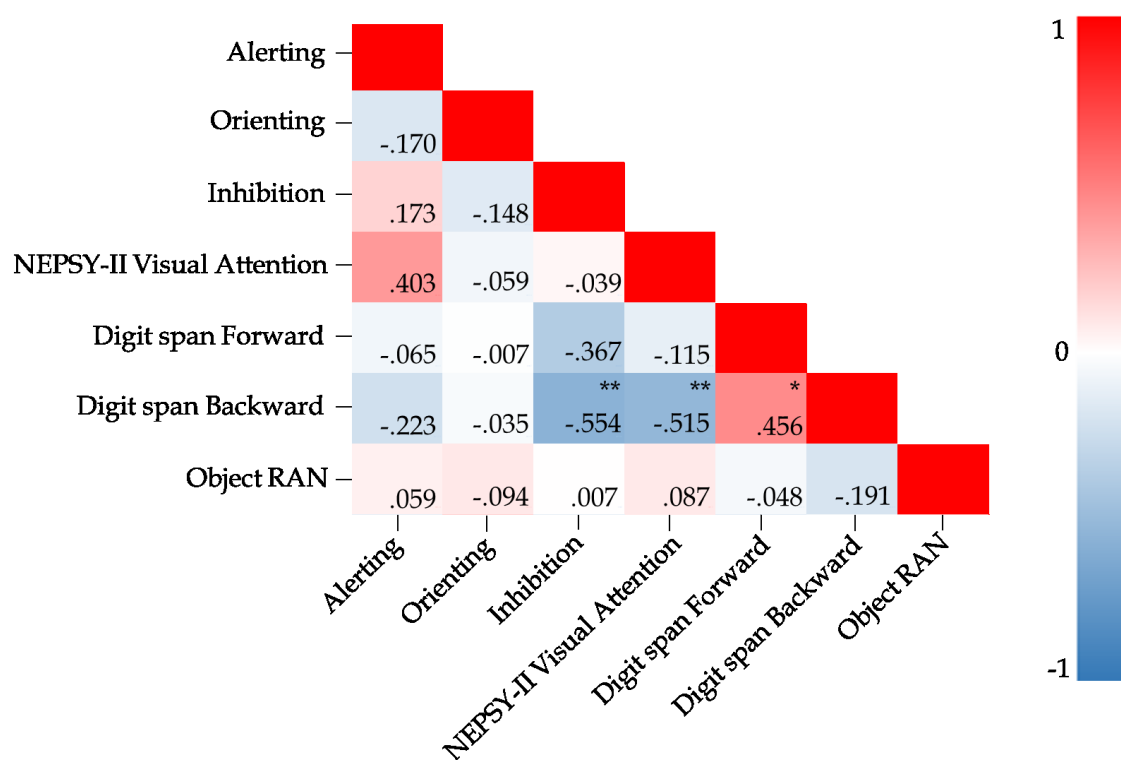 1
Alerting
Orenting
-.170
Inhibition
.173 -.148
NEPSY-II Visual Attention
.403 -.059 -.039
0
Digit span Forward
-.065 -.007 -.367 -.115
** ** *
Digit span Backward
-.223 -.035 -.554 -.515 .456
-1
Object RAN
.059 -.094 .007 .087 -.048 -.191
Alerting
Orienting
Inhibition
NEPSY-II Visual Attention
Digit span Forward
Digit span Backward
Object RAN